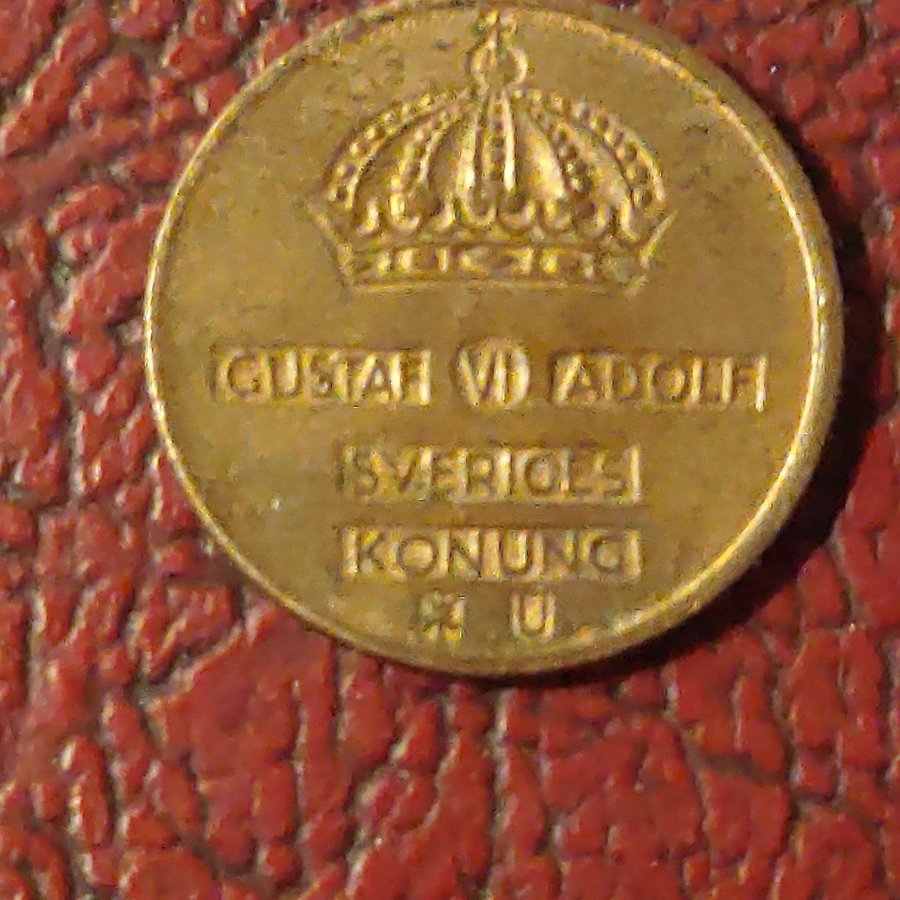 GUSTAF VI ADOLF
SVERIGES
KONUNG
U